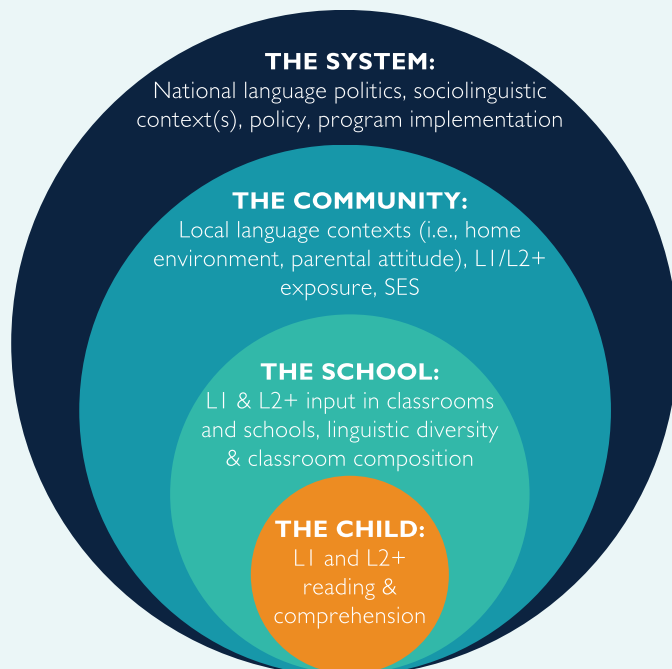 THE SYSTEM:
National language politics, sociolinguistic
context(s), policy, program implementation
THE COMMUNITY:
Local language contexts (i.e., home
environment, parental attitude), L1/L2+
exposure, SES
THE SCHOOL:
L1 & L2+ input in classrooms
and schools, linguistic diversity
& classroom composition
THE CHILD:
L1 and L2+
reading &
comprehension